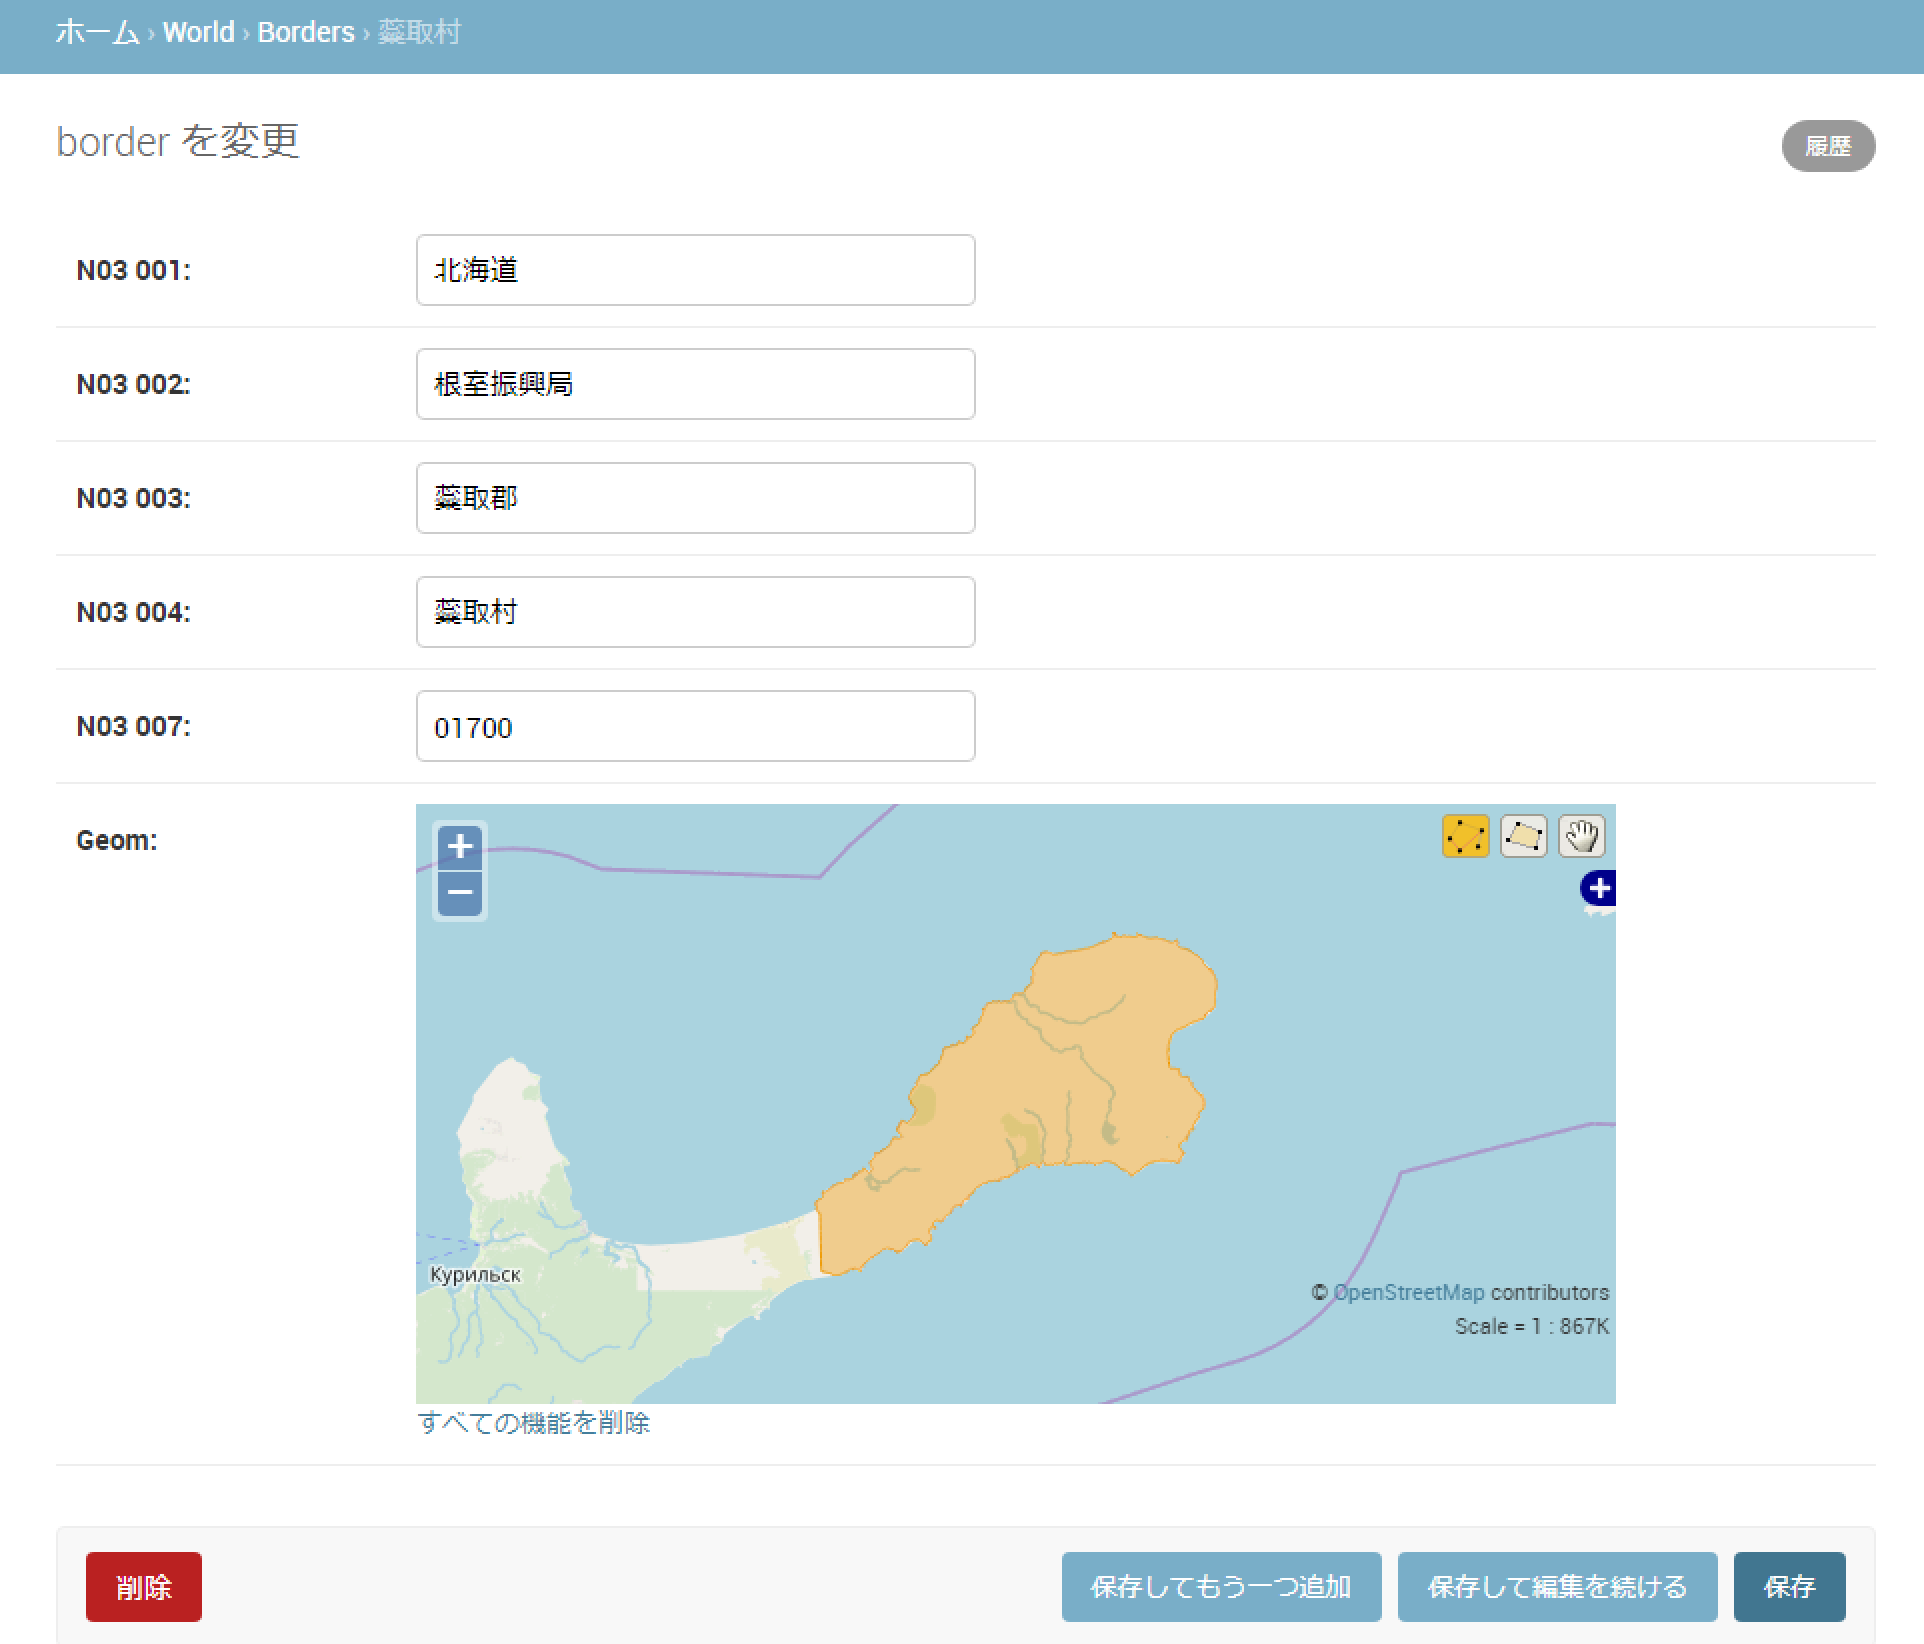 ホーム › World › Borders › 蘂取村
border を変更
履歴
N03 001: 北海道
N03 002: 根室振興局
N03 003: 蘂取郡
N03 004: 蘂取村
N03 007: 01700
Geom:
+
−
+
Курильск
© OpenStreetMap contributors
Scale = 1 : 867K
すべての機能を削除
削除 保存してもう一つ追加 保存して編集を続ける 保存